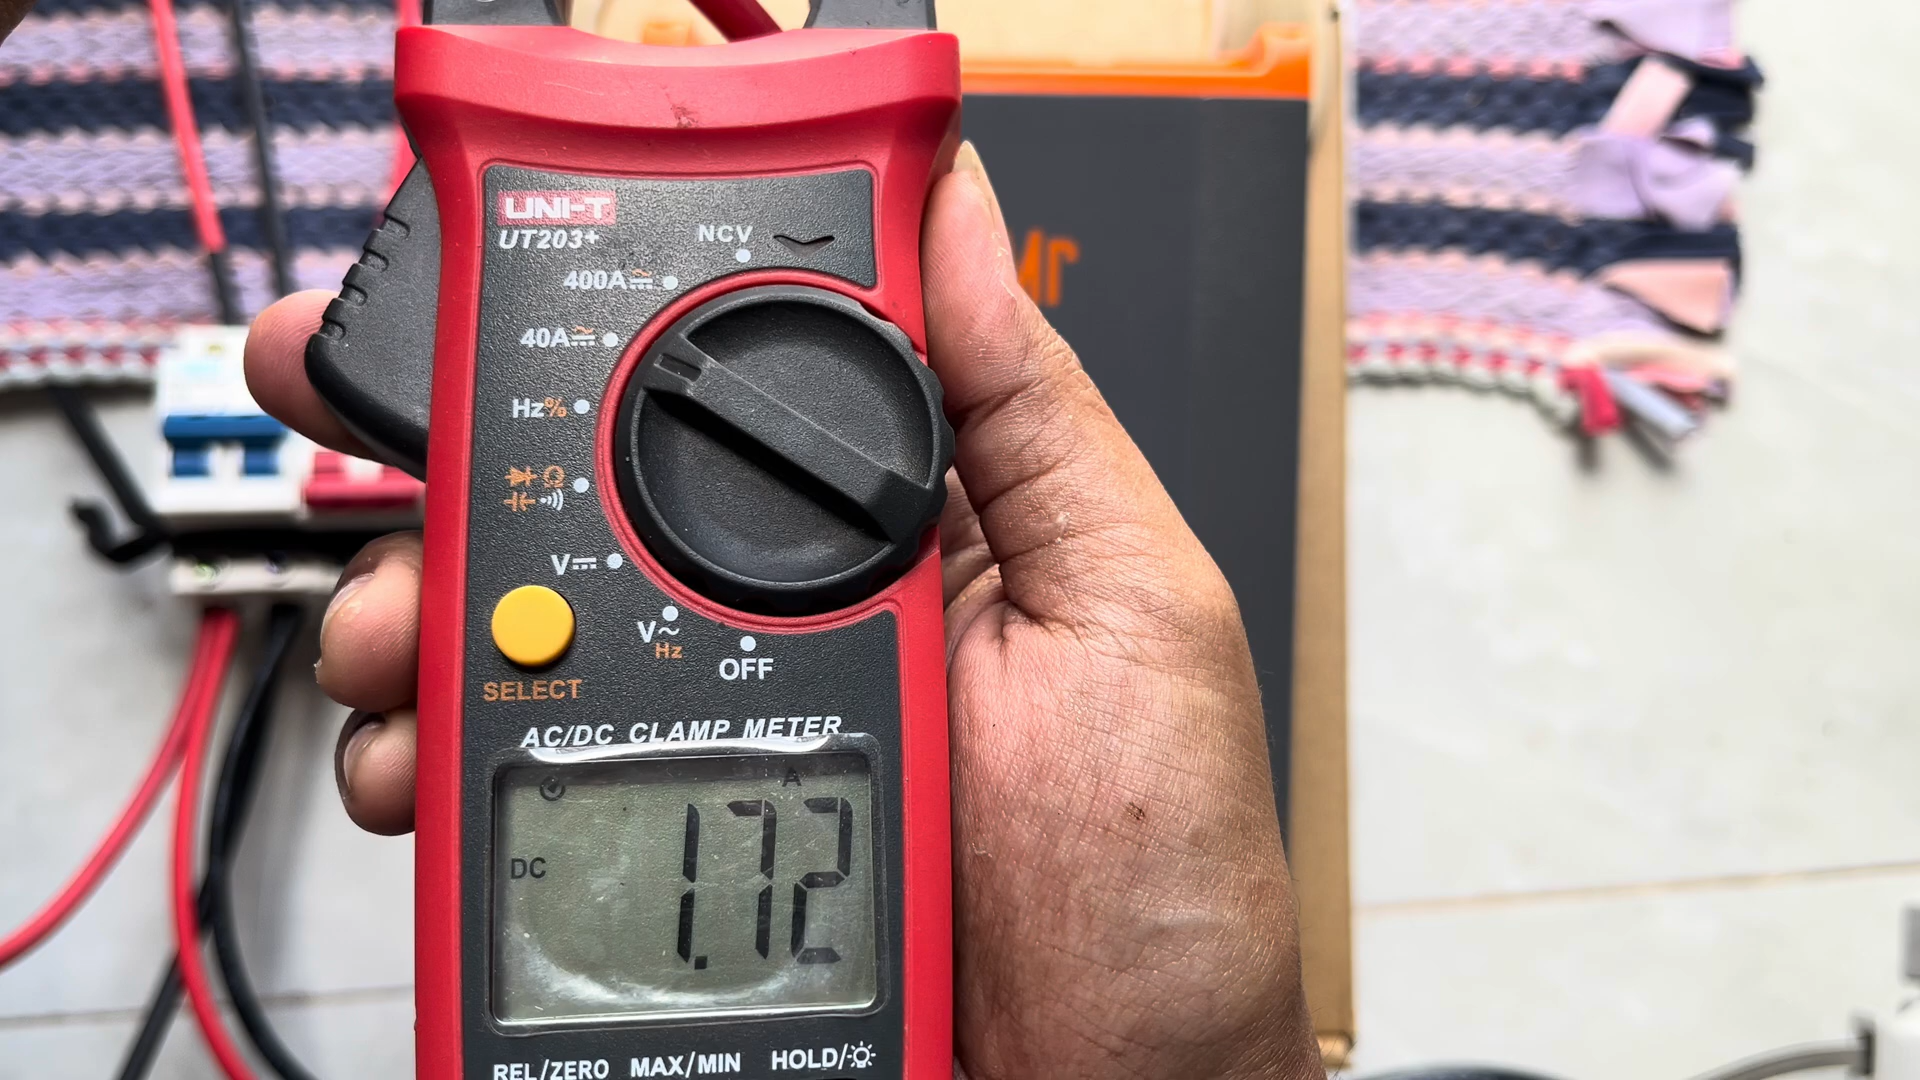 UNI-T
UT203+
NCV
400A
40A
Hz%
Ω
V
V~
Hz
OFF
SELECT
AC/DC CLAMP METER
A
DC
1.72
REL/ZERO MAX/MIN HOLD/